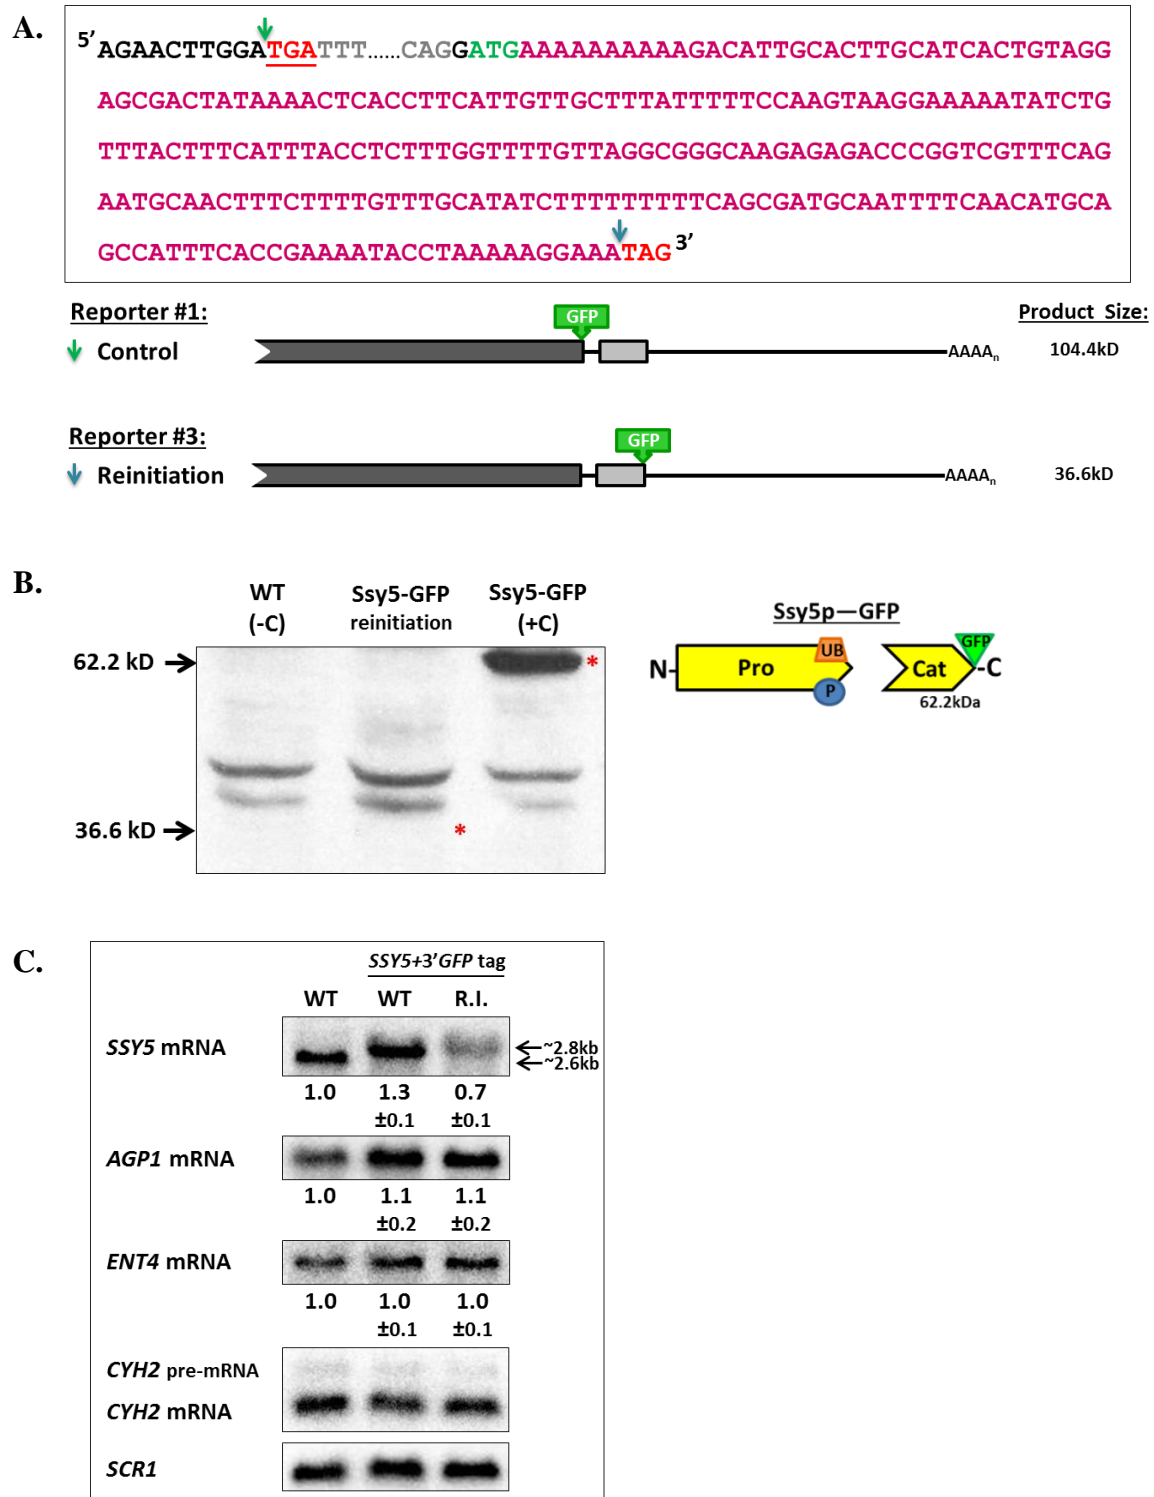 A.
5’ AGAACTTGGATGATTT......CAGGATGAAAAAAAAAAAGACATTGCACTTGCATCACTGTAGG
AGCGACTATAAAACTCACCTTCATTGTTGCTTTATTTTTCCAAGTAAGGAAAAATATCTG
TTTACTTTCATTTACCTCTTTGGTTTTGTTAGGCGGGCAAGAGAGACCCGGTCGTTTCAG
AATGCAACTTTCTTTTGTTTGCATATCTTTTTTTTTTCAGCGATGCAATTTTCAACATGCA
GCCATTTCACCGAAAATACCTAAAAAGGAAATAG 3’
Reporter #1:
GFP
Product Size:
Control
AAAAn
104.4kD
Reporter #3:
GFP
Reinitiation
AAAAn
36.6kD
B.
WT Ssy5-GFP Ssy5-GFP
(-C) reinitiation (+C)
62.2 kD
*
36.6 kD
*
Ssy5p—GFP
N- Pro UB P Cat GFP -C
62.2kDa
C.
SSY5+3’GFP tag
WT WT R.I.
SSY5 mRNA
~2.8kb
~2.6kb
1.0 1.3 0.7
±0.1 ±0.1
AGP1 mRNA
1.0 1.1 1.1
±0.2 ±0.2
ENT4 mRNA
1.0 1.0 1.0
±0.1 ±0.1
CYH2 pre-mRNA
CYH2 mRNA
SCR1